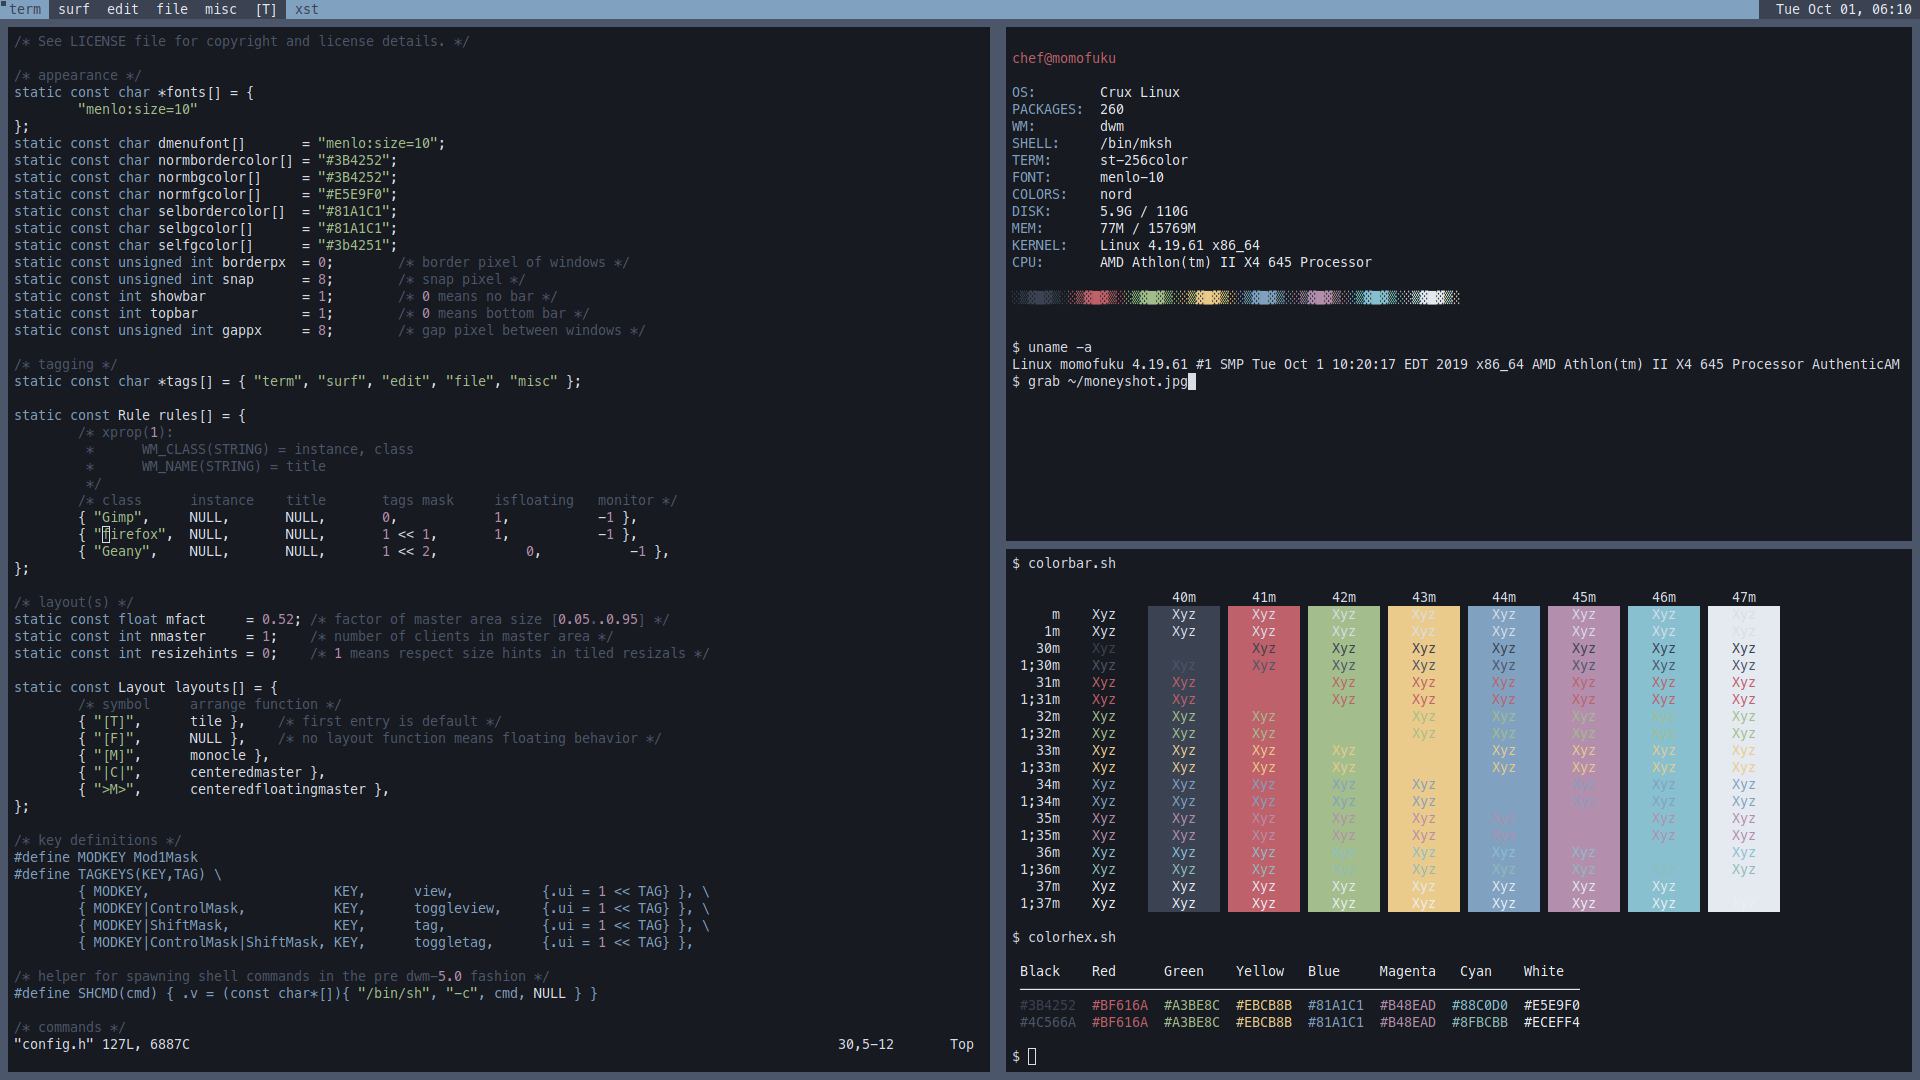 term surf edit file misc [T] xst Tue Oct 01, 06:10
/* See LICENSE file for copyright and license details. */
/* appearance */
static const char *fonts[] = {
"menlo:size=10"
};
static const char dmenufont[] = "menlo:size=10";
static const char normbordercolor[] = "#3B4252";
static const char normbgcolor[] = "#3B4252";
static const char normfgcolor[] = "#E5E9F0";
static const char selbordercolor[] = "#81A1C1";
static const char selbgcolor[] = "#81A1C1";
static const char selfgcolor[] = "#3b4251";
static const unsigned int borderpx = 0; /* border pixel of windows */
static const unsigned int snap = 8; /* snap pixel */
static const int showbar = 1; /* 0 means no bar */
static const int topbar = 1; /* 0 means bottom bar */
static const unsigned int gappx = 8; /* gap pixel between windows */
/* tagging */
static const char *tags[] = { "term", "surf", "edit", "file", "misc" };
static const Rule rules[] = {
/* xprop(1):
* WM_CLASS(STRING) = instance, class
* WM_NAME(STRING) = title
*/
/* class instance title tags mask isfloating monitor */
{ "Gimp", NULL, NULL, 0, 1, -1 },
{ "firefox", NULL, NULL, 1 << 1, 1, -1 },
{ "Geany", NULL, NULL, 1 << 2, 0, -1 },
};
/* layout(s) */
static const float mfact = 0.52; /* factor of master area size [0.05..0.95] */
static const int nmaster = 1; /* number of clients in master area */
static const int resizehints = 0; /* 1 means respect size hints in tiled resizals */
static const Layout layouts[] = {
/* symbol arrange function */
{ "[T]", tile }, /* first entry is default */
{ "[F]", NULL }, /* no layout function means floating behavior */
{ "[M]", monocle },
{ "|C|", centeredmaster },
{ ">M>", centeredfloatingmaster },
};
/* key definitions */
#define MODKEY Mod1Mask
#define TAGKEYS(KEY,TAG) \
{ MODKEY, KEY, view, {.ui = 1 << TAG} }, \
{ MODKEY|ControlMask, KEY, toggleview, {.ui = 1 << TAG} }, \
{ MODKEY|ShiftMask, KEY, tag, {.ui = 1 << TAG} }, \
{ MODKEY|ControlMask|ShiftMask, KEY, toggletag, {.ui = 1 << TAG} },
/* helper for spawning shell commands in the pre dwm-5.0 fashion */
#define SHCMD(cmd) { .v = (const char*[]){ "/bin/sh", "-c", cmd, NULL } }
/* commands */
"config.h" 127L, 6887C 30,5-12 Top
chef@momofuku
OS: Crux Linux
PACKAGES: 260
WM: dwm
SHELL: /bin/mksh
TERM: st-256color
FONT: menlo-10
COLORS: nord
DISK: 5.9G / 110G
MEM: 77M / 15769M
KERNEL: Linux 4.19.61 x86_64
CPU: AMD Athlon(tm) II X4 645 Processor
$ uname -a
Linux momofuku 4.19.61 #1 SMP Tue Oct 1 10:20:17 EDT 2019 x86_64 AMD Athlon(tm) II X4 645 Processor AuthenticAM
$ grab ~/moneyshot.jpg
$ colorbar.sh
40m 41m 42m 43m 44m 45m 46m 47m
m Xyz Xyz Xyz Xyz Xyz Xyz Xyz Xyz Xyz
1m Xyz Xyz Xyz Xyz Xyz Xyz Xyz Xyz Xyz
30m Xyz Xyz Xyz Xyz Xyz Xyz Xyz Xyz
1;30m Xyz Xyz Xyz Xyz Xyz Xyz Xyz Xyz Xyz
31m Xyz Xyz Xyz Xyz Xyz Xyz Xyz Xyz
1;31m Xyz Xyz Xyz Xyz Xyz Xyz Xyz Xyz
32m Xyz Xyz Xyz Xyz Xyz Xyz Xyz Xyz
1;32m Xyz Xyz Xyz Xyz Xyz Xyz Xyz Xyz
33m Xyz Xyz Xyz Xyz Xyz Xyz Xyz Xyz
1;33m Xyz Xyz Xyz Xyz Xyz Xyz Xyz Xyz
34m Xyz Xyz Xyz Xyz Xyz Xyz Xyz Xyz
1;34m Xyz Xyz Xyz Xyz Xyz Xyz Xyz Xyz
35m Xyz Xyz Xyz Xyz Xyz Xyz Xyz Xyz
1;35m Xyz Xyz Xyz Xyz Xyz Xyz Xyz Xyz
36m Xyz Xyz Xyz Xyz Xyz Xyz Xyz Xyz
1;36m Xyz Xyz Xyz Xyz Xyz Xyz Xyz Xyz Xyz
37m Xyz Xyz Xyz Xyz Xyz Xyz Xyz Xyz
1;37m Xyz Xyz Xyz Xyz Xyz Xyz Xyz Xyz
$ colorhex.sh
Black Red Green Yellow Blue Magenta Cyan White
#3B4252 #BF616A #A3BE8C #EBCB8B #81A1C1 #B48EAD #88C0D0 #E5E9F0
#4C566A #BF616A #A3BE8C #EBCB8B #81A1C1 #B48EAD #8FBCBB #ECEFF4
$